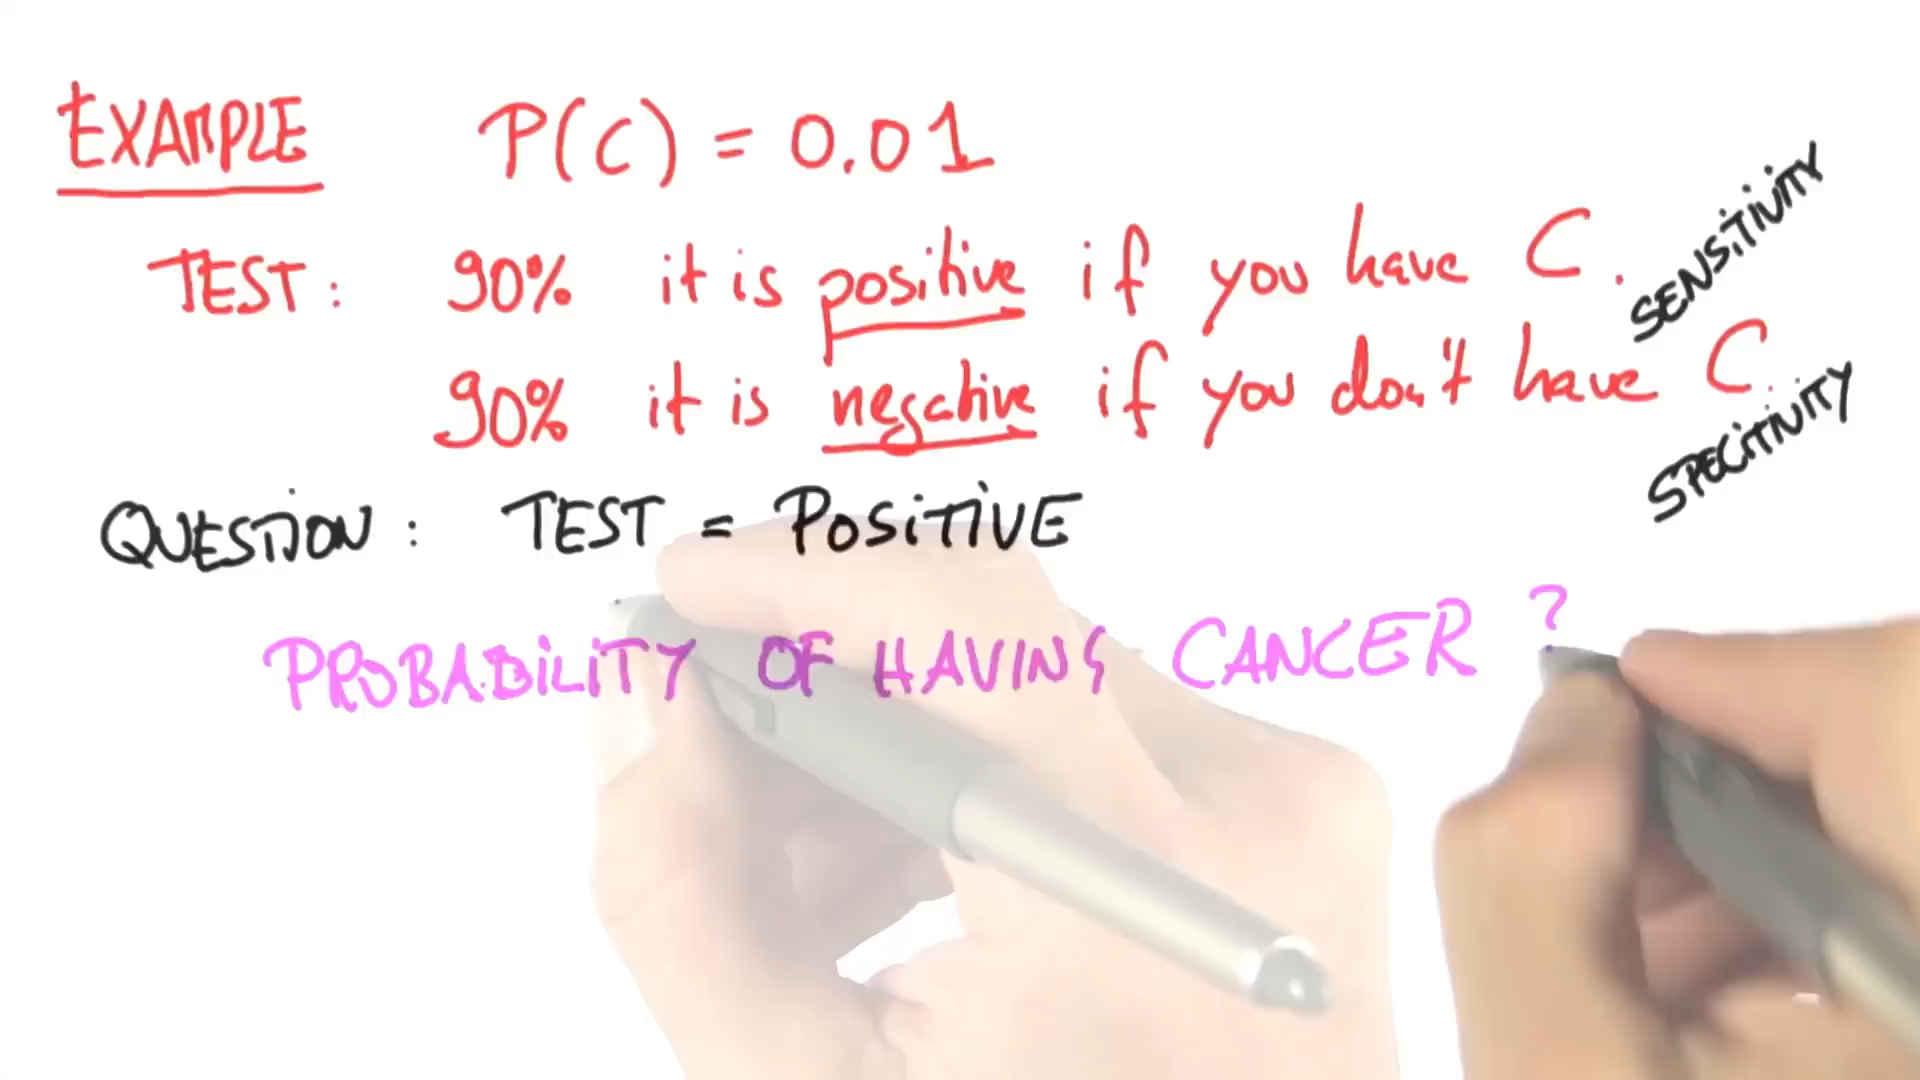 EXAMPLE P(C) = 0.01
TEST: 90% it is positive if you have C.
SENSITIVITY
90% it is negative if you don't have C.
SPECITIVITY
QUESTION: TEST = POSITIVE
PROBABILITY OF HAVING CANCER?